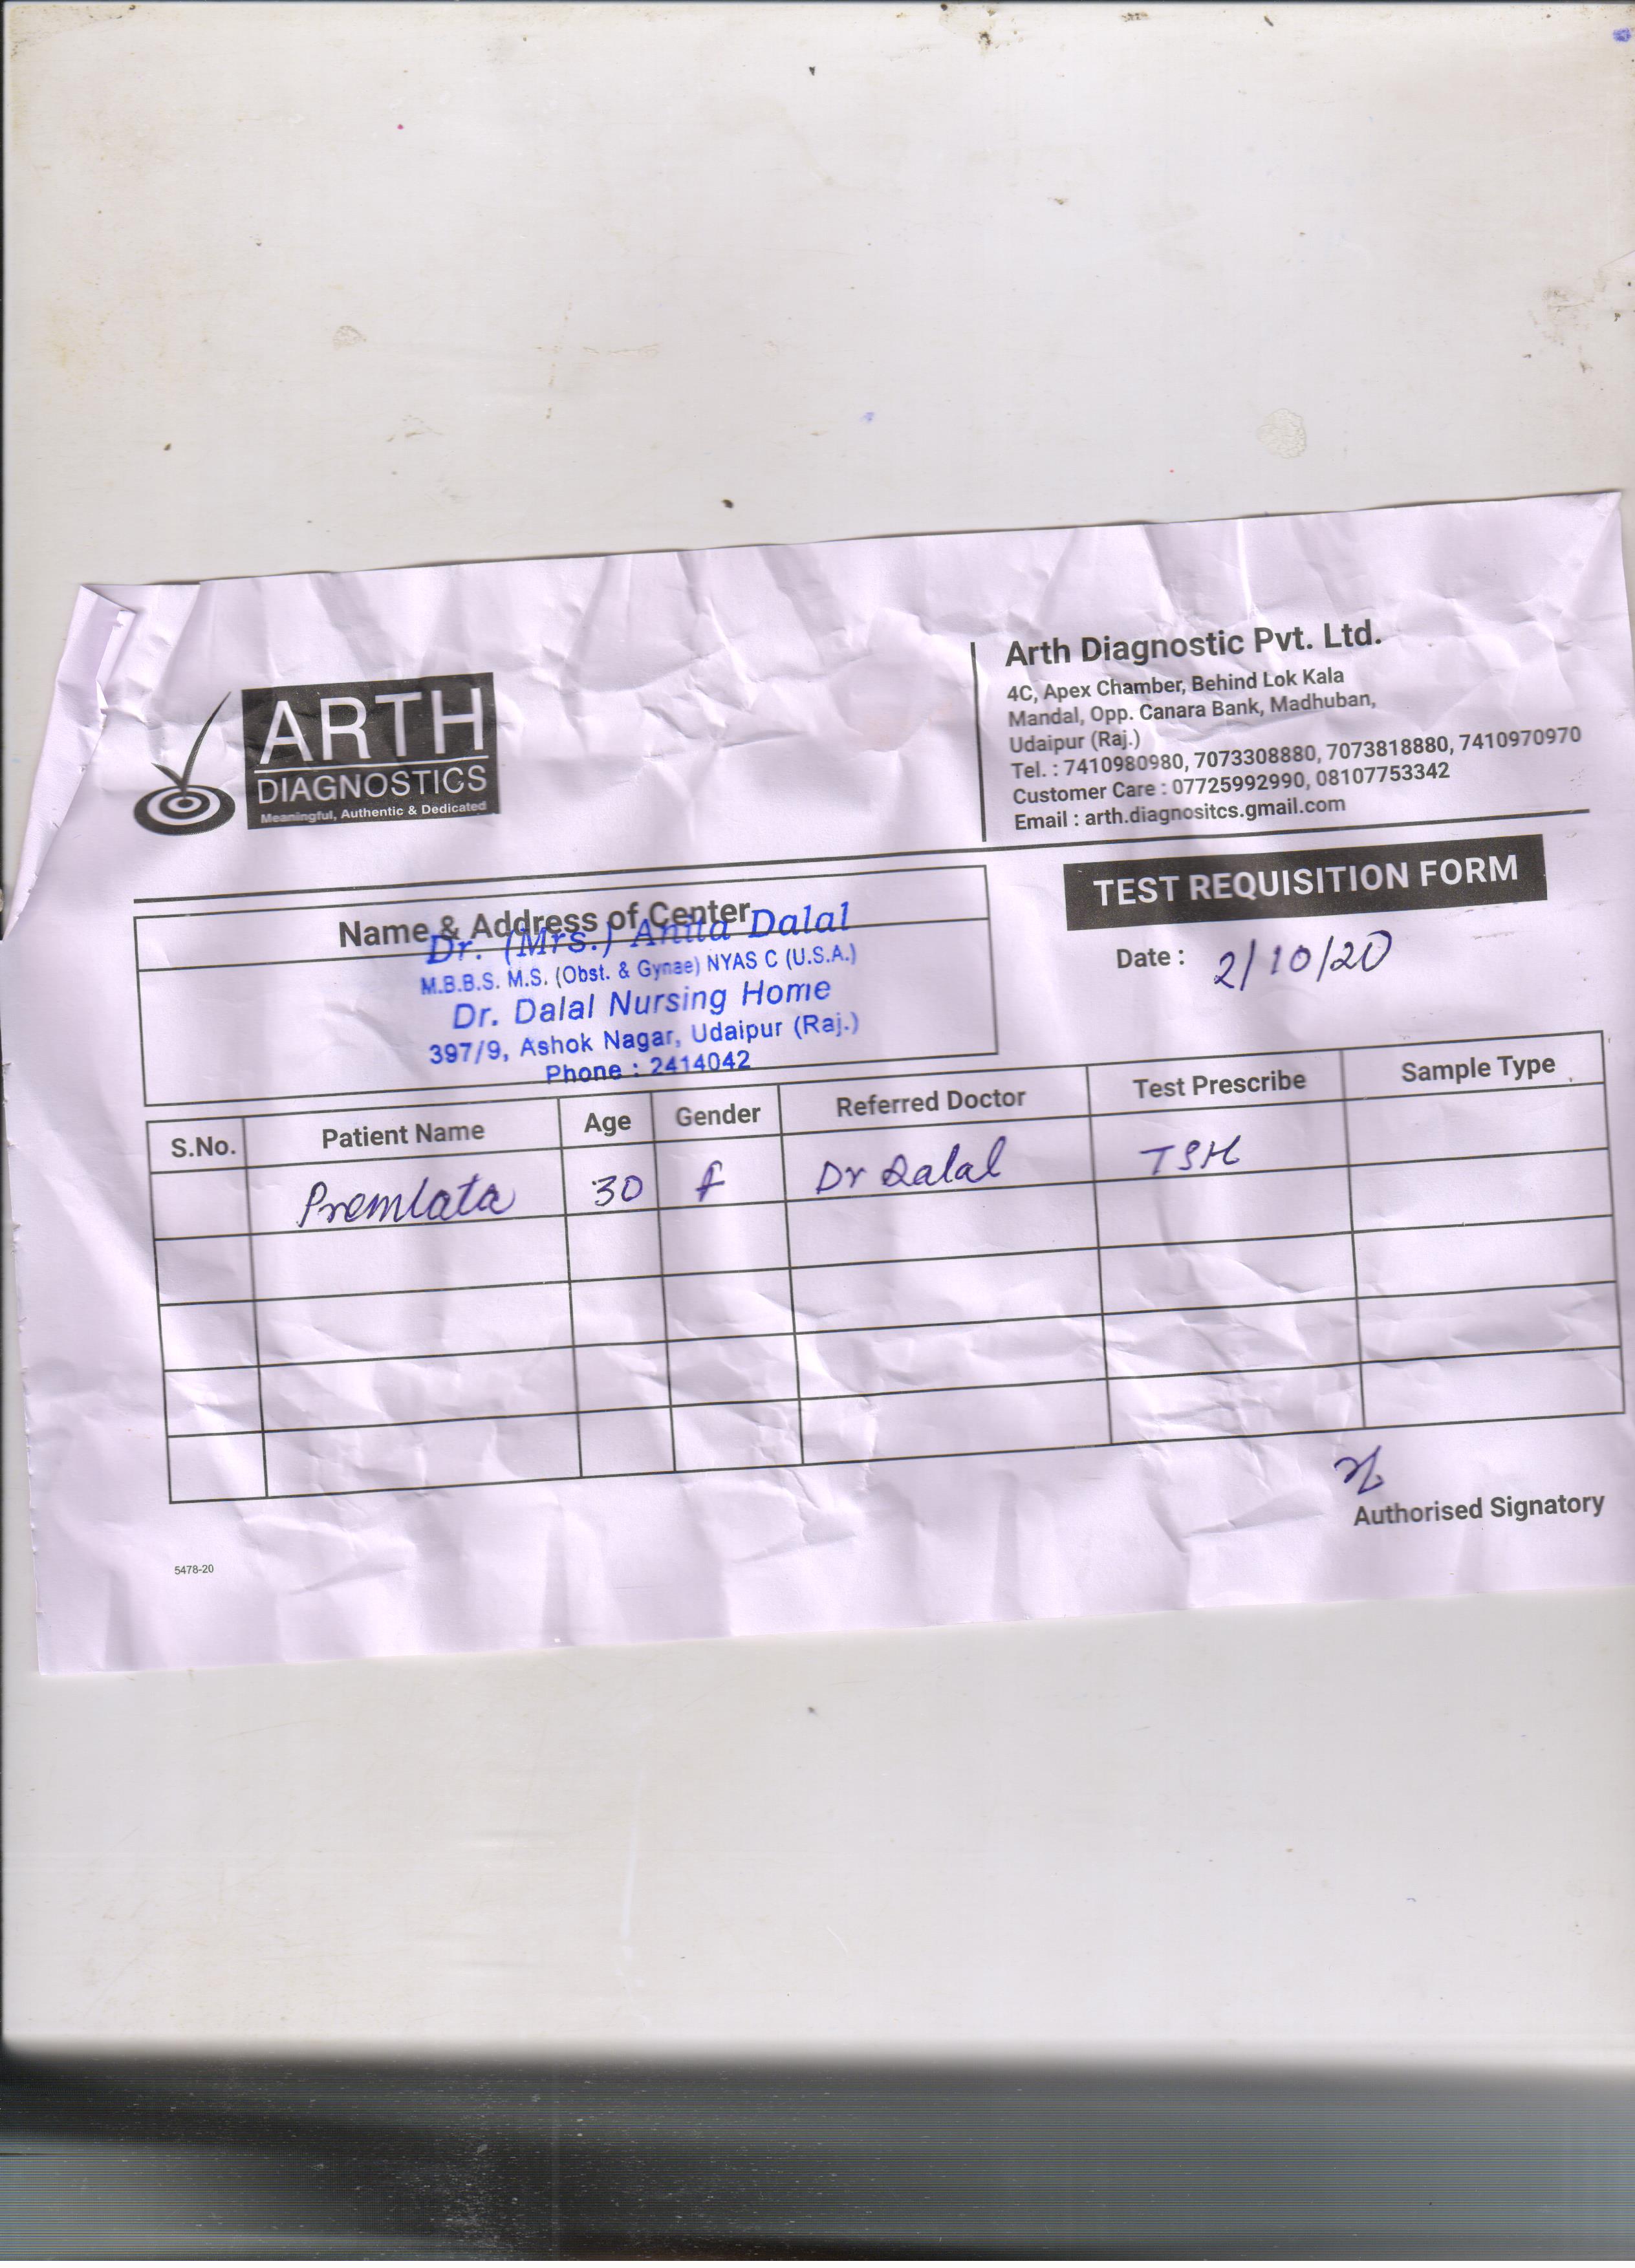 ARTH
DIAGNOSTICS
Meaningful, Authentic & Dedicated
Arth Diagnostic Pvt. Ltd.
4C, Apex Chamber, Behind Lok Kala
Mandal, Opp. Canara Bank, Madhuban,
Udaipur (Raj.)
Tel. : 7410980980, 7073308880, 7073818880, 7410970970
Customer Care : 07725992990, 08107753342
Email : arth.diagnositcs.gmail.com
Name & Address of Center
Dr. (Mrs.) Anita Dalal
M.B.B.S. M.S. (Obst. & Gynae) NYAS C (U.S.A.)
Dr. Dalal Nursing Home
397/9, Ashok Nagar, Udaipur (Raj.)
Phone : 2414042
TEST REQUISITION FORM
Date : 2/10/20
S.No. Patient Name Age Gender Referred Doctor Test Prescribe Sample Type
Premlata 30 f Dr Dalal TSH
Authorised Signatory
5478-20